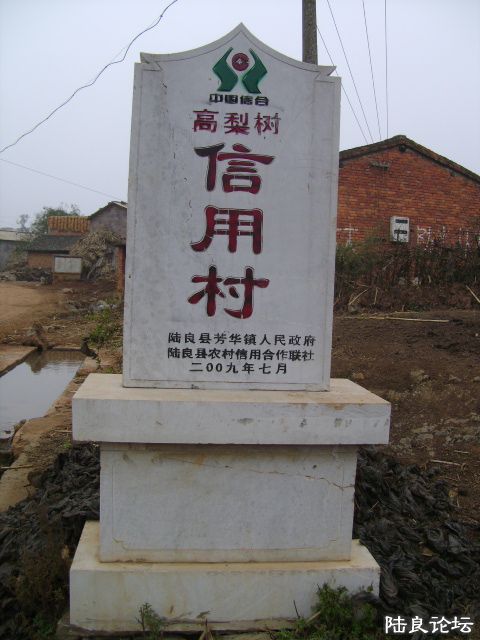 中国信合
高梨树
信
用
村
陆良县芳华镇人民政府
陆良县农村信用合作联社
二00九年七月
陆良论坛